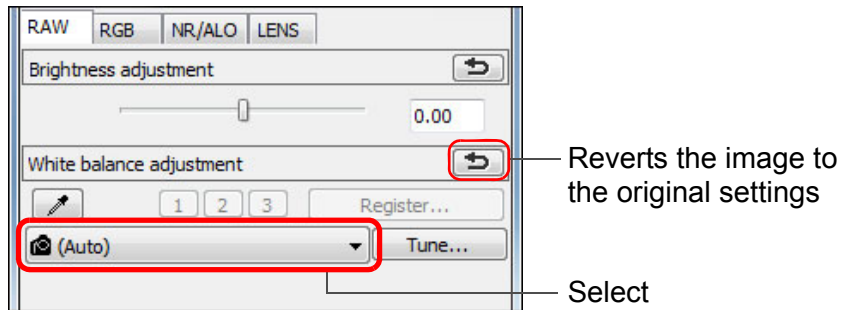 RAW RGB NR/ALO LENS
Brightness adjustment
0.00
White balance adjustment
Reverts the image to
the original settings
1 2 3 Register...
(Auto) Tune...
Select